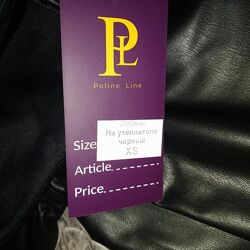 PL
Poline Line
Лосины
На утеплителе
черный
XS
Size
Article
Price